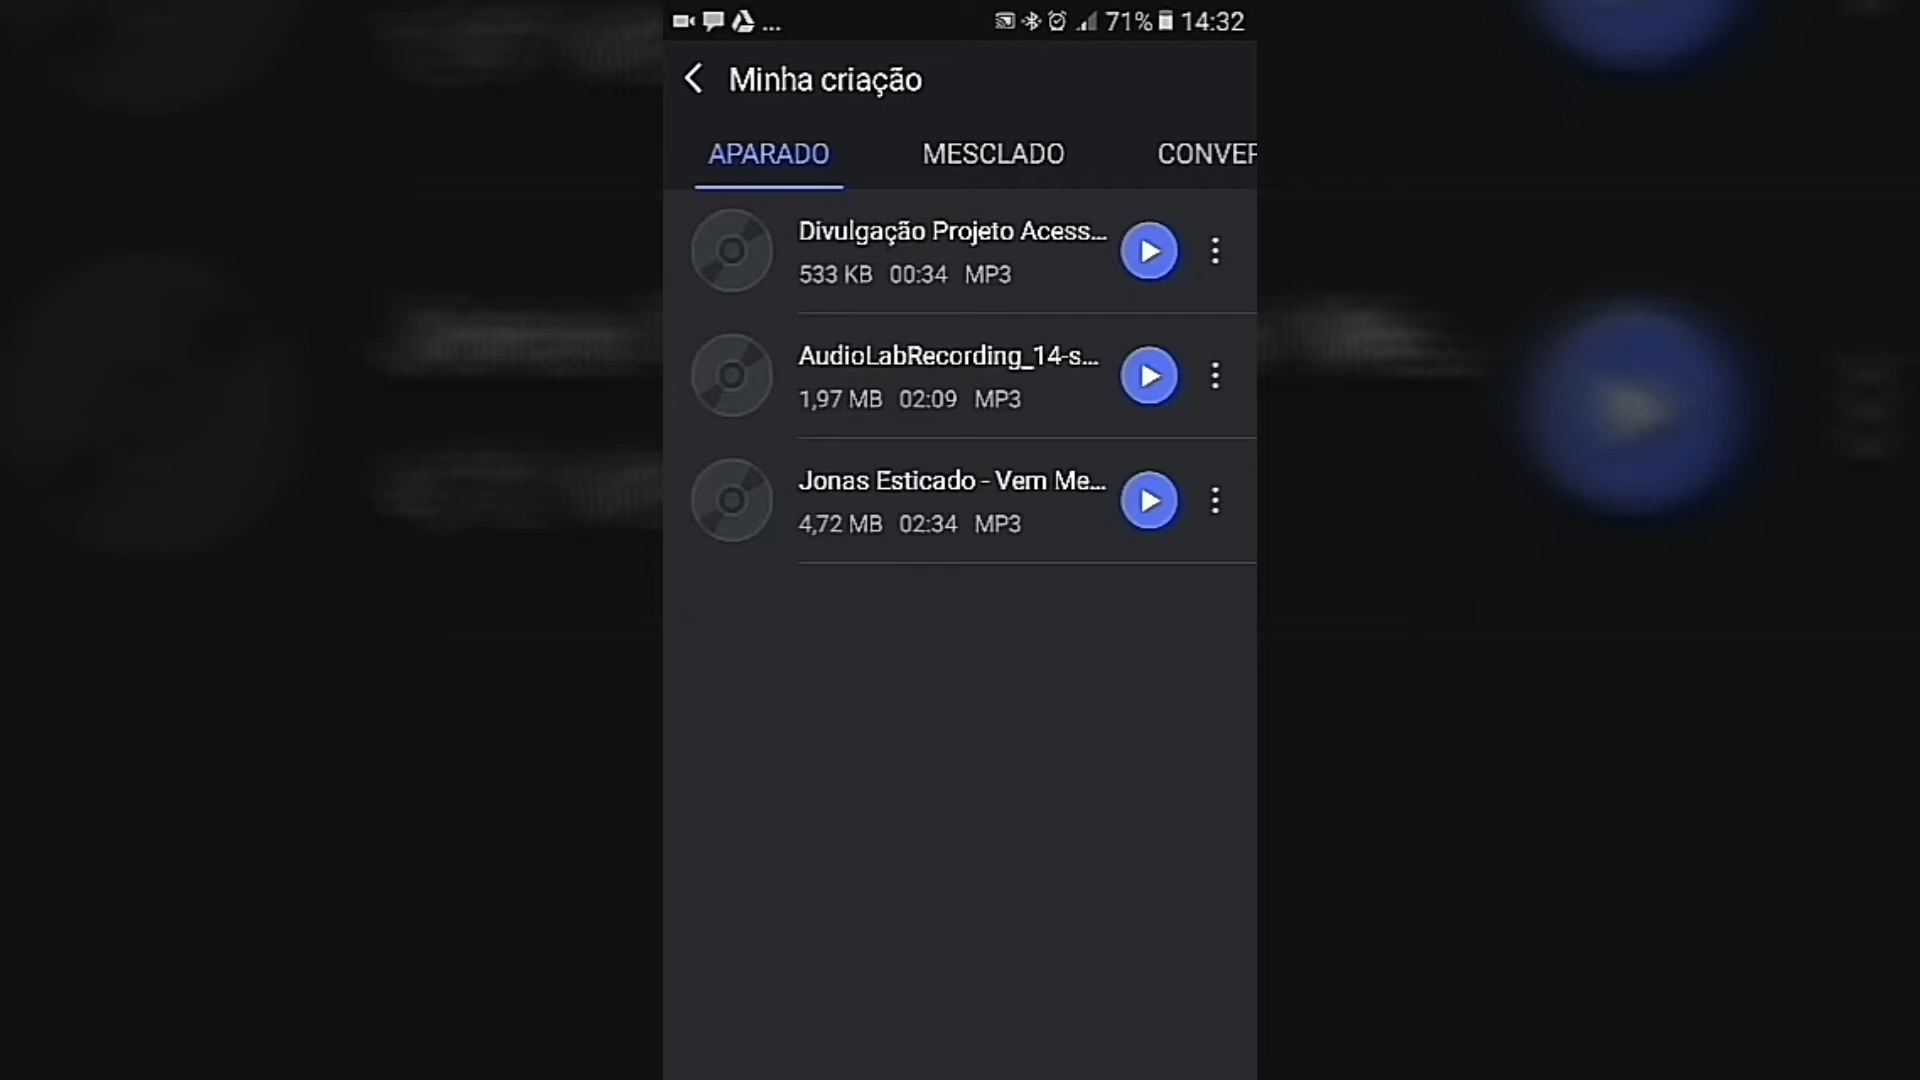 ... 71% 14:32
Minha criação
APARADO MESCLADO CONVER
Divulgação Projeto Acess...
533 KB 00:34 MP3
AudioLabRecording_14-s...
1,97 MB 02:09 MP3
Jonas Esticado - Vem Me...
4,72 MB 02:34 MP3